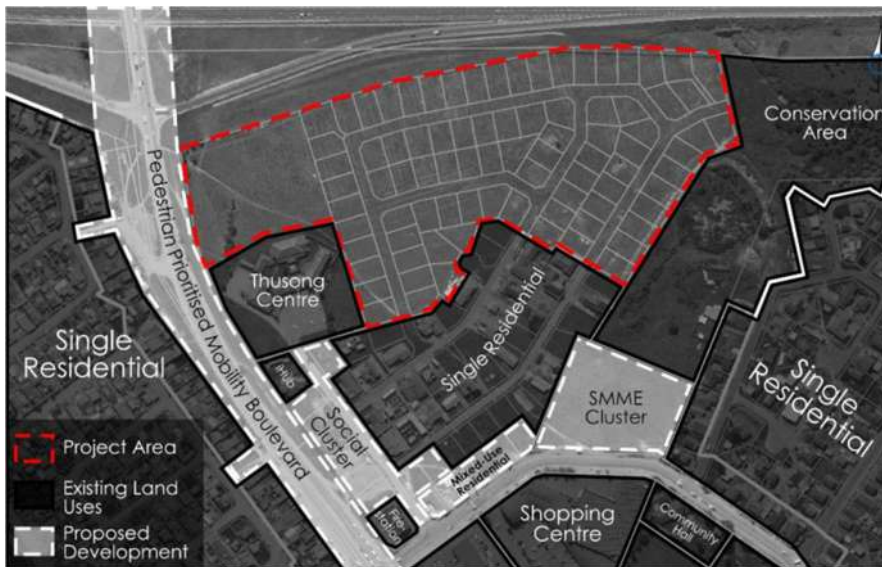 Conservation
Area
Pedestrian Prioritised Mobility Boulevard
Thusong
Centre
Single
Residential
Single Residential
iHub
Social
Cluster
SMME
Cluster
Single
Residential
Mixed-Use
Residential
Fire-
station
Shopping
Centre
Community
Hall
Project Area
Existing Land
Uses
Proposed
Development